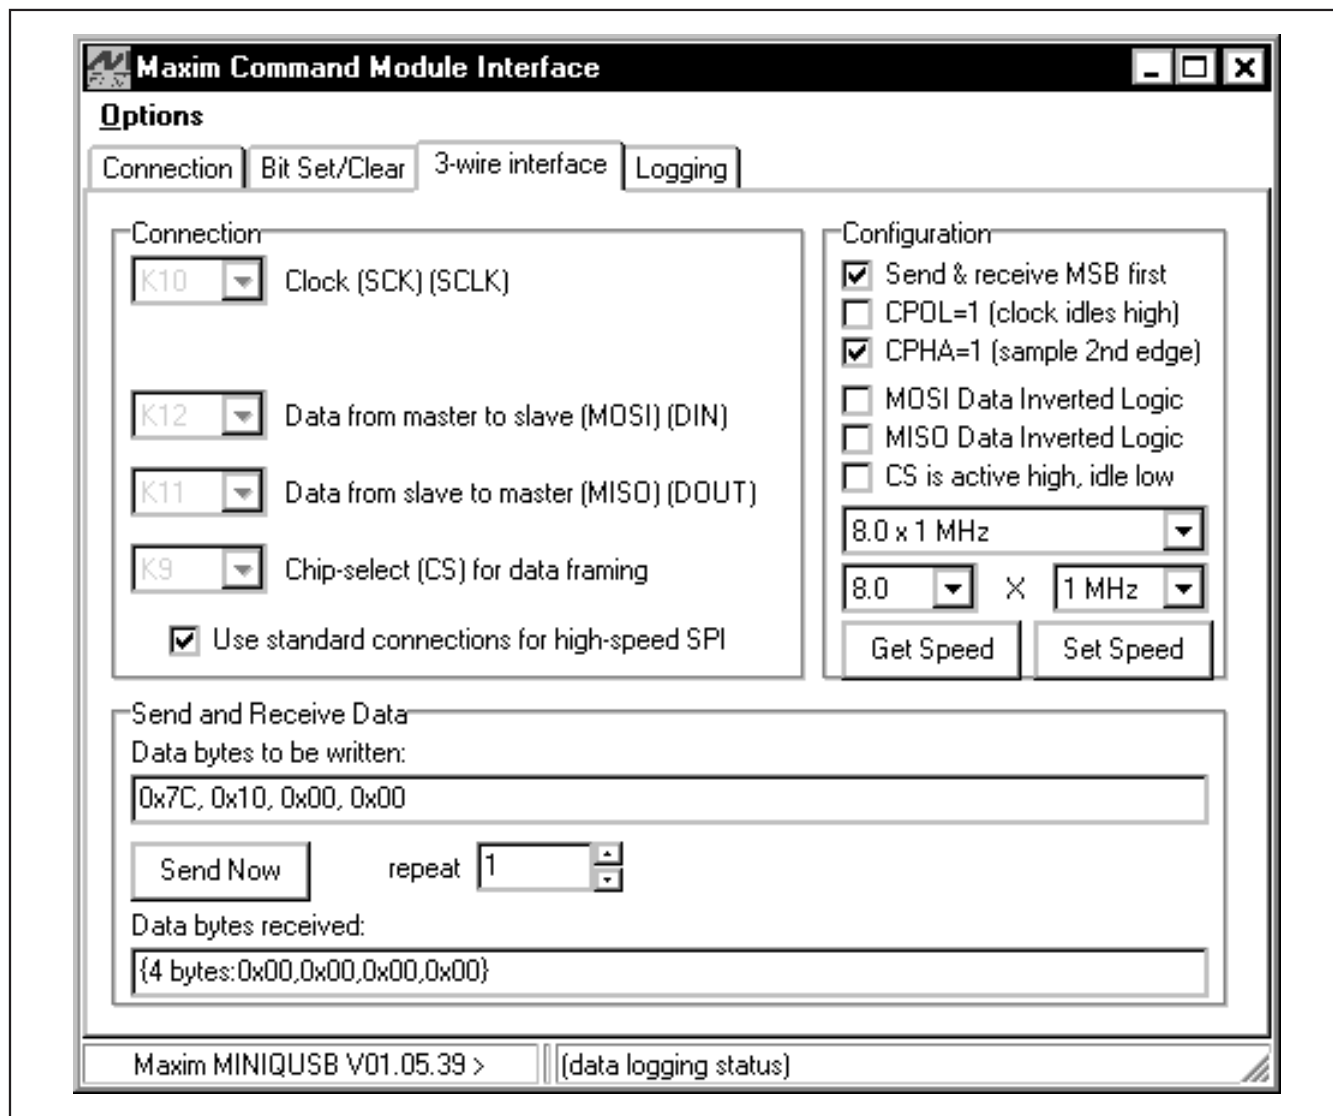 Maxim Command Module Interface
Options
Connection Bit Set/Clear 3-wire interface Logging
Connection
K10 Clock (SCK) (SCLK)
K12 Data from master to slave (MOSI) (DIN)
K11 Data from slave to master (MISO) (DOUT)
K9 Chip-select (CS) for data framing
Use standard connections for high-speed SPI
Configuration
Send & receive MSB first
CPOL=1 (clock idles high)
CPHA=1 (sample 2nd edge)
MOSI Data Inverted Logic
MISO Data Inverted Logic
CS is active high, idle low
8.0 x 1 MHz
8.0 X 1 MHz
Get Speed Set Speed
Send and Receive Data
Data bytes to be written:
0x7C, 0x10, 0x00, 0x00
Send Now repeat 1
Data bytes received:
{4 bytes:0x00,0x00,0x00,0x00}
Maxim MINIQUSB V01.05.39 > (data logging status)